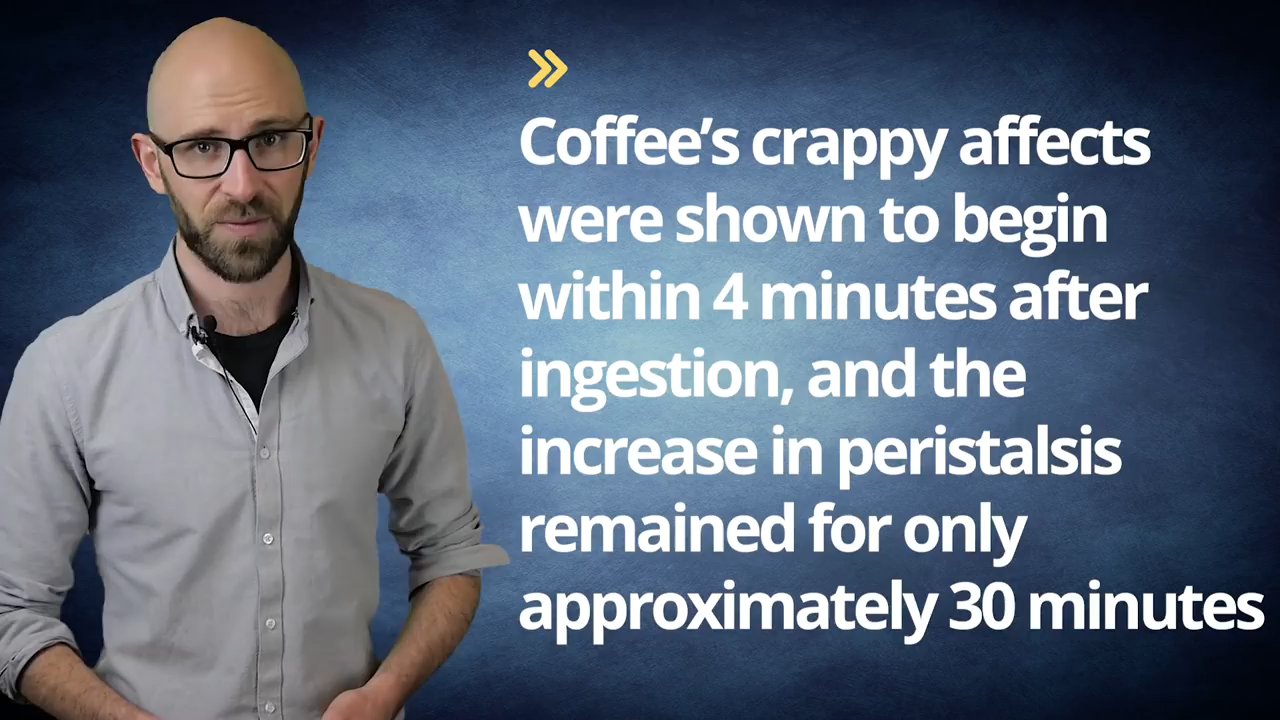 Coffee’s crappy affects
were shown to begin
within 4 minutes after
ingestion, and the
increase in peristalsis
remained for only
approximately 30 minutes